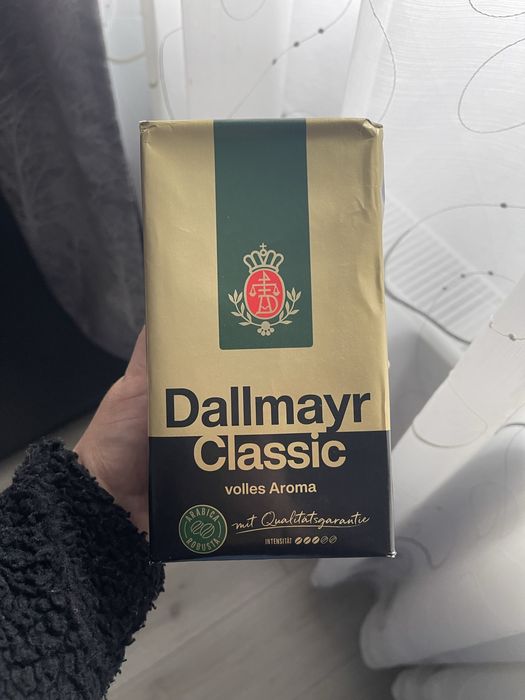 Dallmayr
Classic
volles Aroma
mit Qualitätsgarantie
INTENSITÄT
ARABICA
ROBUSTA